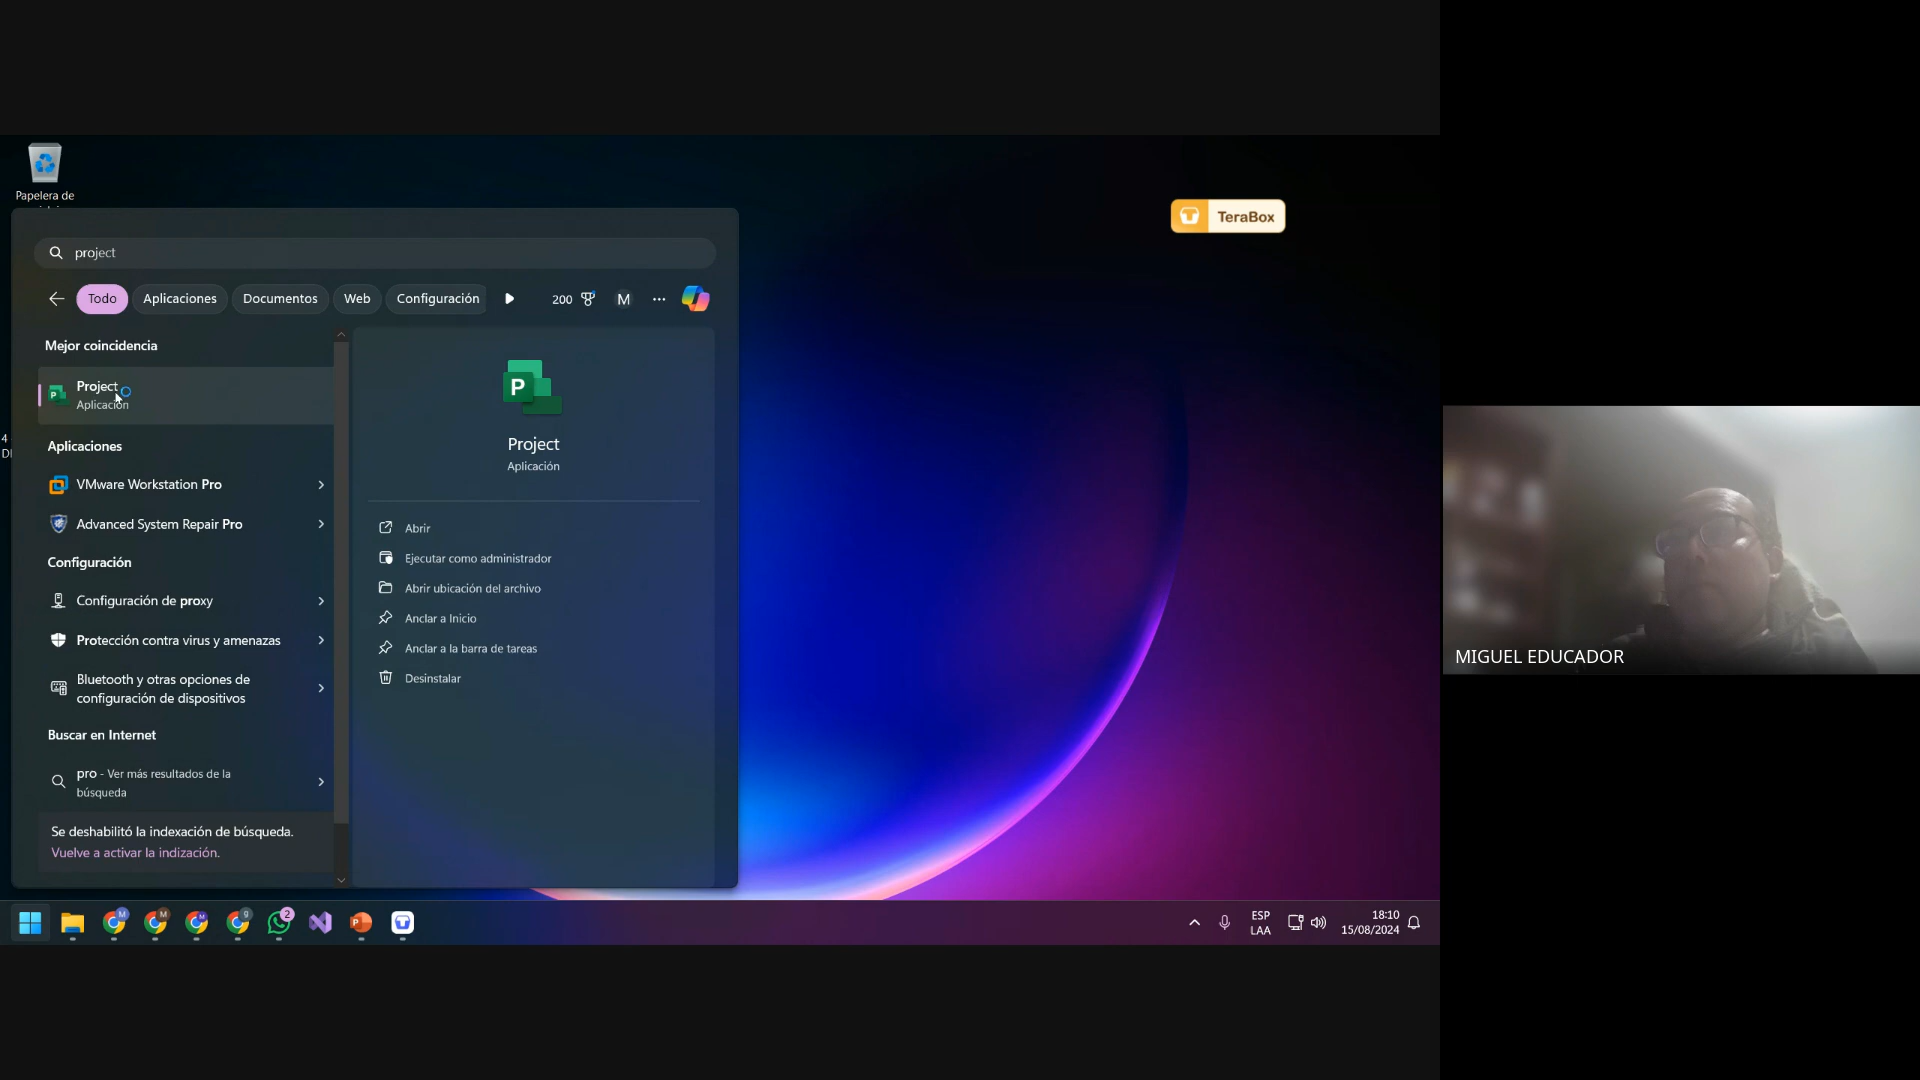 Papelera de
project
Todo
Aplicaciones
Documentos
Web
Configuración
200
M
Mejor coincidencia
Project
Aplicación
Aplicaciones
VMware Workstation Pro
Advanced System Repair Pro
Configuración
Configuración de proxy
Protección contra virus y amenazas
Bluetooth y otras opciones de
configuración de dispositivos
Buscar en Internet
pro - Ver más resultados de la
búsqueda
Se deshabilitó la indexación de búsqueda.
Vuelve a activar la indización.
P
Project
Aplicación
Abrir
Ejecutar como administrador
Abrir ubicación del archivo
Anclar a Inicio
Anclar a la barra de tareas
Desinstalar
TeraBox
MIGUEL EDUCADOR
ESP
LAA
18:10
15/08/2024